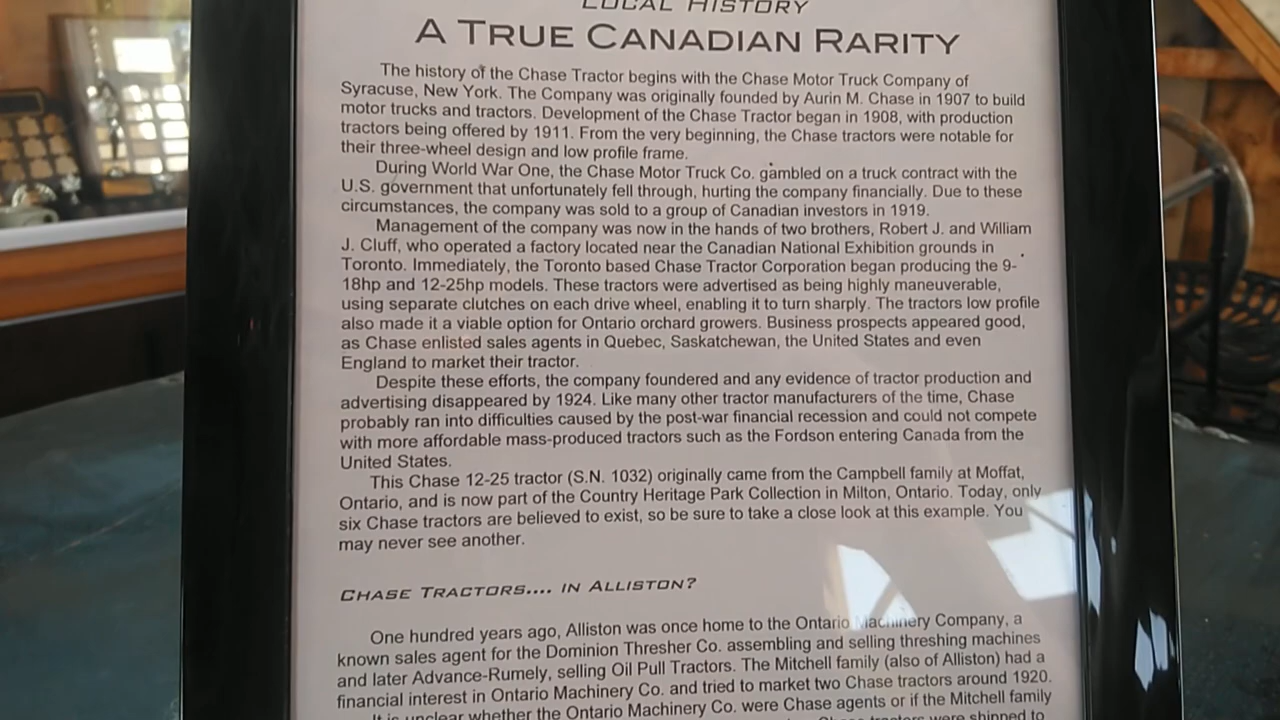 LOCAL HISTORY
A TRUE CANADIAN RARITY
The history of the Chase Tractor begins with the Chase Motor Truck Company of
Syracuse, New York. The Company was originally founded by Aurin M. Chase in 1907 to build
motor trucks and tractors. Development of the Chase Tractor began in 1908, with production
tractors being offered by 1911. From the very beginning, the Chase tractors were notable for
their three-wheel design and low profile frame.
During World War One, the Chase Motor Truck Co. gambled on a truck contract with the
U.S. government that unfortunately fell through, hurting the company financially. Due to these
circumstances, the company was sold to a group of Canadian investors in 1919.
Management of the company was now in the hands of two brothers, Robert J. and William
J. Cluff, who operated a factory located near the Canadian National Exhibition grounds in
Toronto. Immediately, the Toronto based Chase Tractor Corporation began producing the 9-
18hp and 12-25hp models. These tractors were advertised as being highly maneuverable,
using separate clutches on each drive wheel, enabling it to turn sharply. The tractors low profile
also made it a viable option for Ontario orchard growers. Business prospects appeared good,
as Chase enlisted sales agents in Quebec, Saskatchewan, the United States and even
England to market their tractor.
Despite these efforts, the company foundered and any evidence of tractor production and
advertising disappeared by 1924. Like many other tractor manufacturers of the time, Chase
probably ran into difficulties caused by the post-war financial recession and could not compete
with more affordable mass-produced tractors such as the Fordson entering Canada from the
United States.
This Chase 12-25 tractor (S.N. 1032) originally came from the Campbell family at Moffat,
Ontario, and is now part of the Country Heritage Park Collection in Milton, Ontario. Today, only
six Chase tractors are believed to exist, so be sure to take a close look at this example. You
may never see another.
CHASE TRACTORS.... IN ALLISTON?
One hundred years ago, Alliston was once home to the Ontario Machinery Company, a
known sales agent for the Dominion Thresher Co. assembling and selling threshing machines
and later Advance-Rumely, selling Oil Pull Tractors. The Mitchell family (also of Alliston) had a
financial interest in Ontario Machinery Co. and tried to market two Chase tractors around 1920.
It is unclear whether the Ontario Machinery Co. were Chase agents or if the Mitchell family
Chase tractors were shipped to